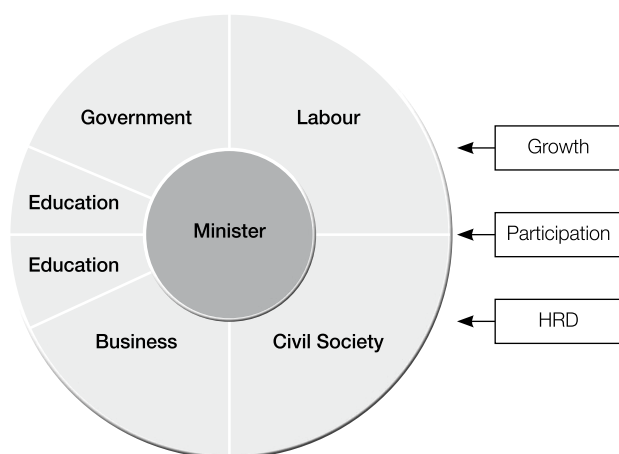 Government
Labour
Education
Education
Minister
Business
Civil Society
Growth
Participation
HRD